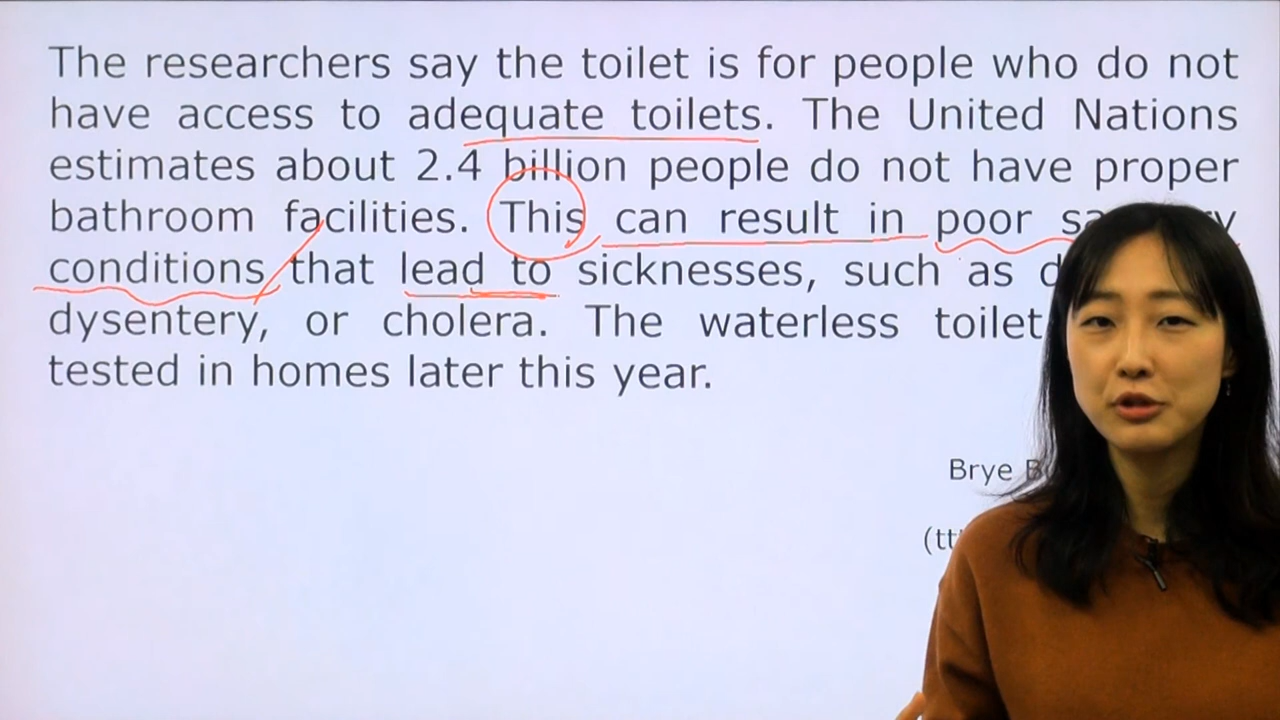 The researchers say the toilet is for people who do not
have access to adequate toilets. The United Nations
estimates about 2.4 billion people do not have proper
bathroom facilities. This can result in poor
conditions that lead to sicknesses, such as
dysentery, or cholera. The waterless toilet
tested in homes later this year.
Brye